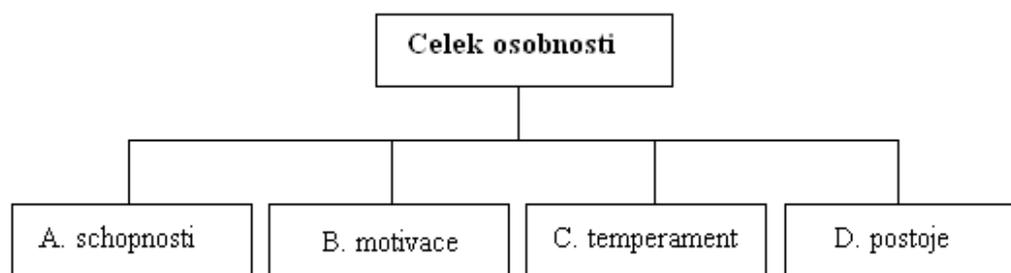 Celek osobnosti
A. schopnosti
B. motivace
C. temperament
D. postoje